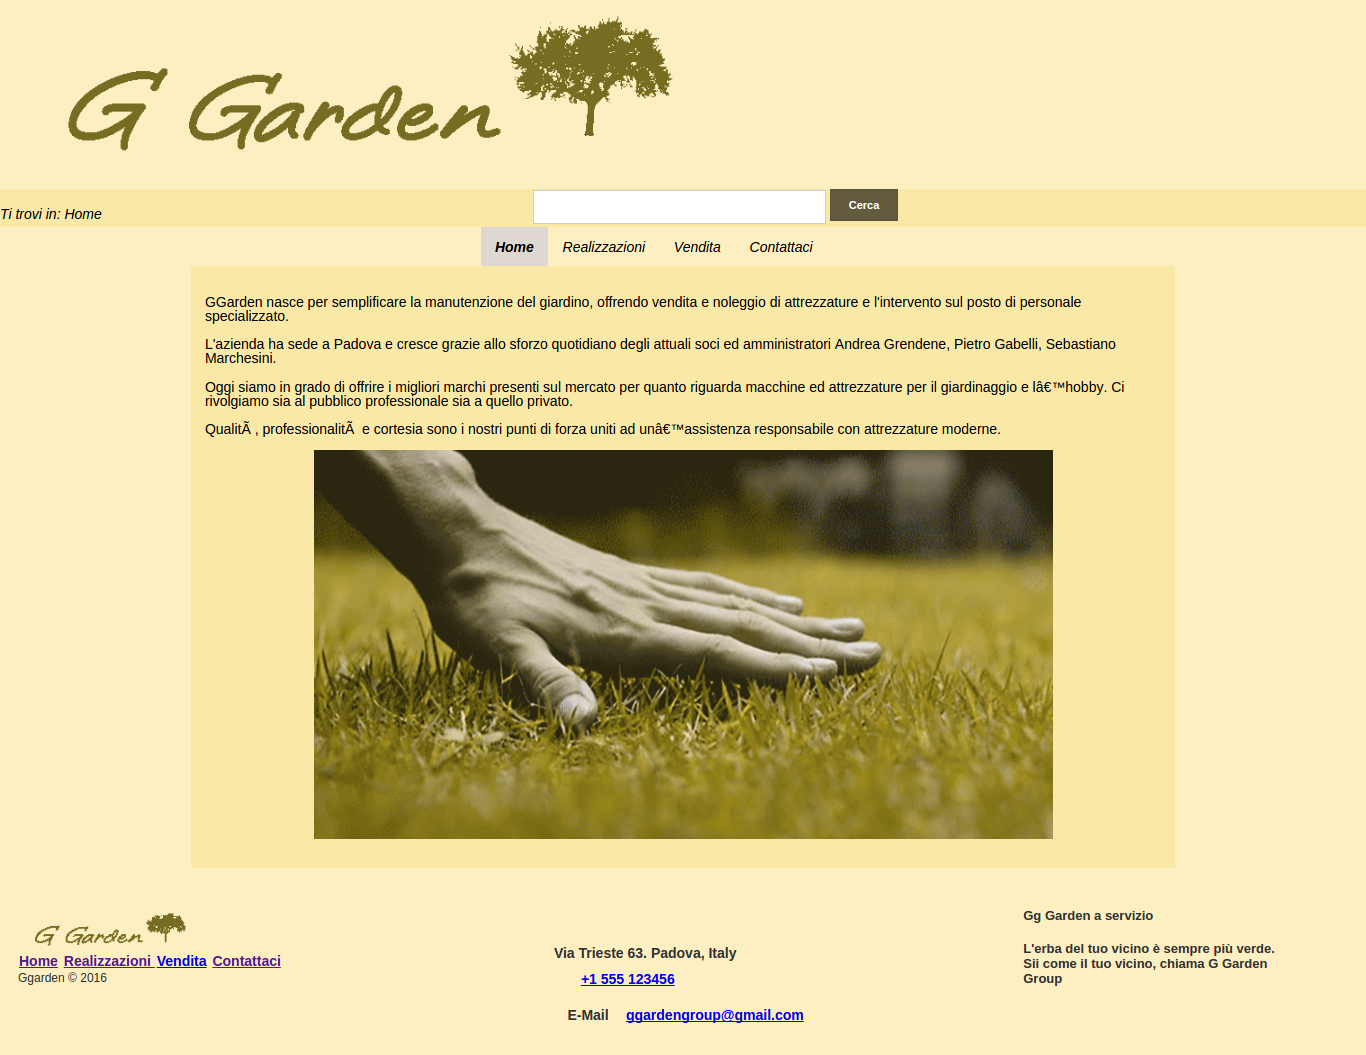 G Garden
Ti trovi in: Home
Cerca
Home Realizzazioni Vendita Contattaci
GGarden nasce per semplificare la manutenzione del giardino, offrendo vendita e noleggio di attrezzature e l'intervento sul posto di personale
specializzato.
L'azienda ha sede a Padova e cresce grazie allo sforzo quotidiano degli attuali soci ed amministratori Andrea Grendene, Pietro Gabelli, Sebastiano
Marchesini.
Oggi siamo in grado di offrire i migliori marchi presenti sul mercato per quanto riguarda macchine ed attrezzature per il giardinaggio e lâ€™hobby. Ci
rivolgiamo sia al pubblico professionale sia a quello privato.
QualitÃ , professionalitÃ  e cortesia sono i nostri punti di forza uniti ad unâ€™assistenza responsabile con attrezzature moderne.
G Garden
Home Realizzazioni Vendita Contattaci
Ggarden © 2016
Via Trieste 63. Padova, Italy
+1 555 123456
E-Mail ggardengroup@gmail.com
Gg Garden a servizio
L'erba del tuo vicino è sempre più verde.
Sii come il tuo vicino, chiama G Garden
Group